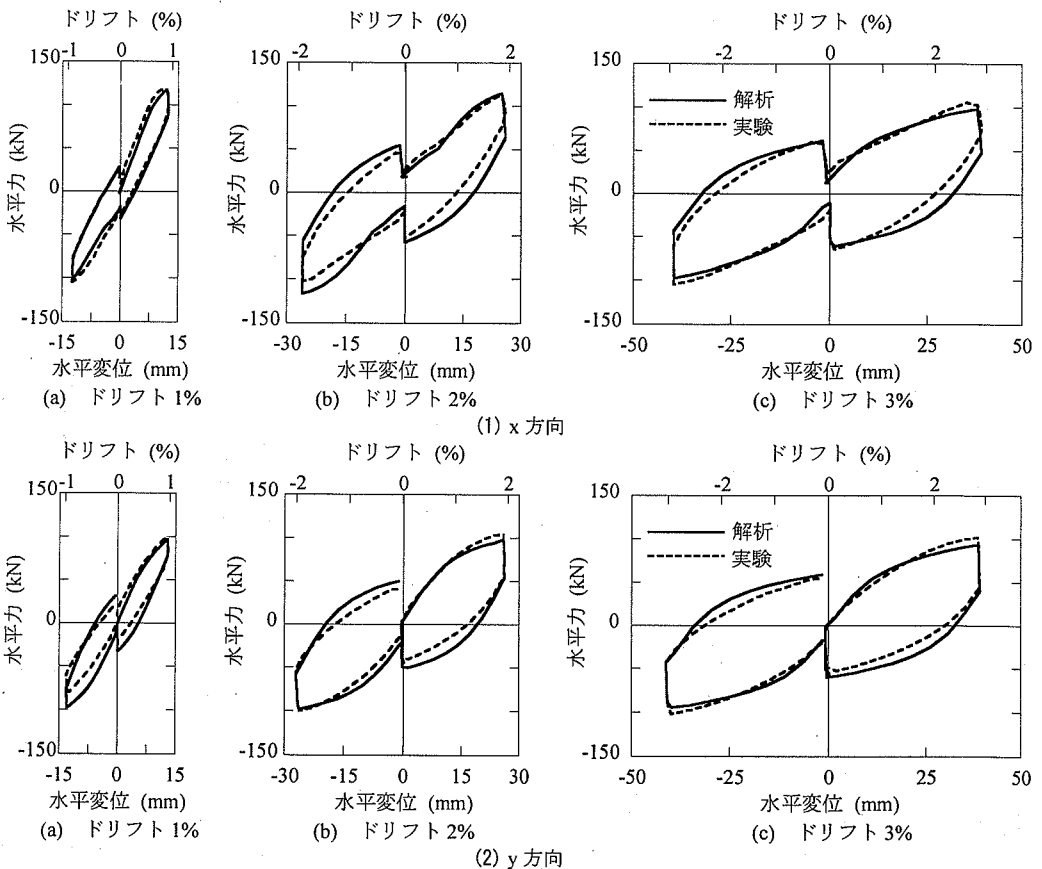 ドリフト (%)
-1 0 1
150
0
-150
水平力 (kN)
-15 0 15
水平変位 (mm)
(a) ドリフト1%
ドリフト (%)
-2 0 2
150
0
-150
水平力 (kN)
-30 -15 0 15 30
水平変位 (mm)
(b) ドリフト2%
ドリフト (%)
-2 0 2
150
0
-150
水平力 (kN)
解析
実験
-50 -25 0 25 50
水平変位 (mm)
(c) ドリフト3%
(1) x 方向
ドリフト (%)
-1 0 1
150
0
-150
水平力 (kN)
-15 0 15
水平変位 (mm)
(a) ドリフト1%
ドリフト (%)
-2 0 2
150
0
-150
水平力 (kN)
-30 -15 0 15 30
水平変位 (mm)
(b) ドリフト2%
ドリフト (%)
-2 0 2
150
0
-150
水平力 (kN)
解析
実験
-50 -25 0 25 50
水平変位 (mm)
(c) ドリフト3%
(2) y 方向